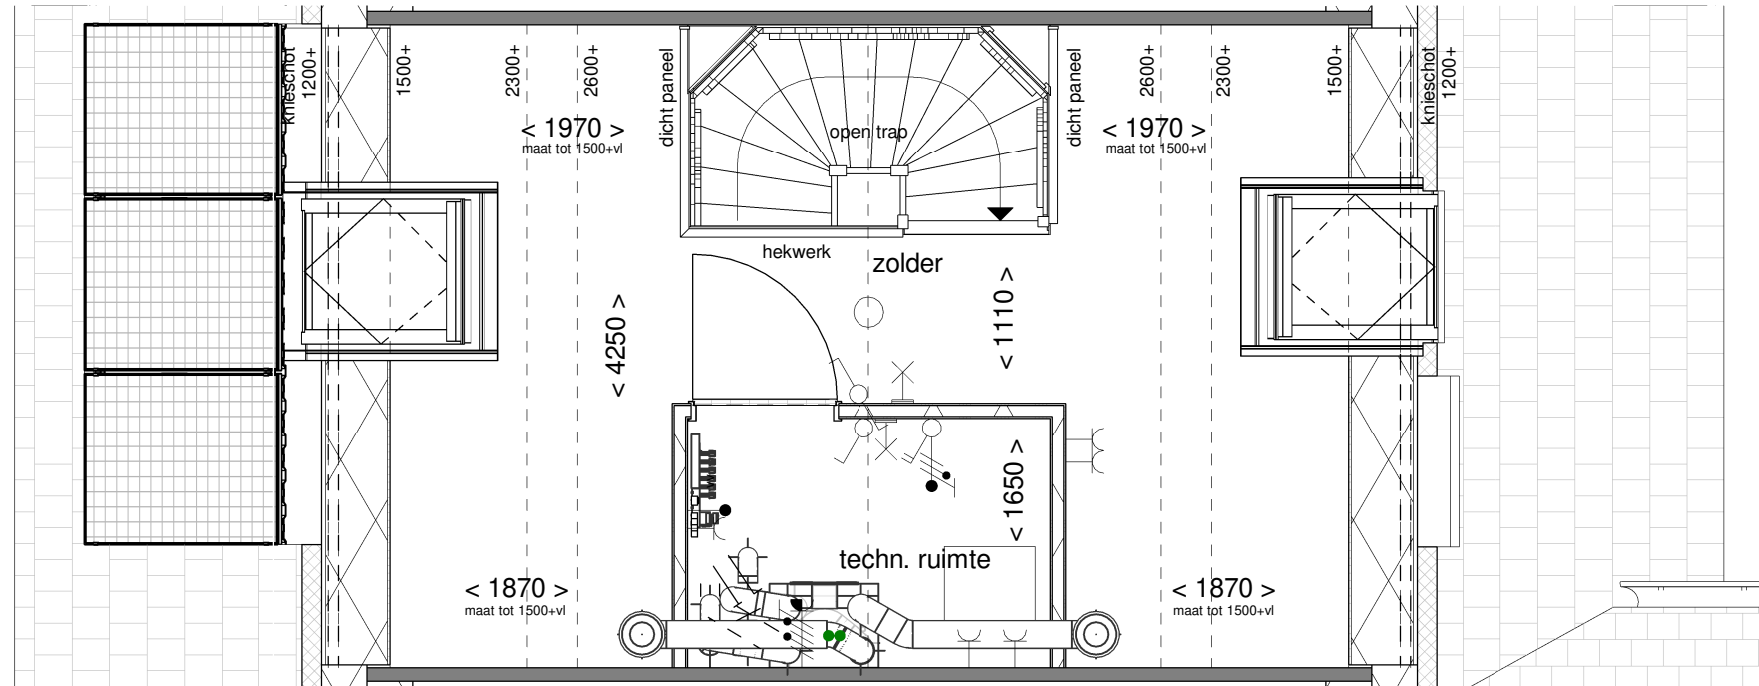 knieschot
1200+
1500+
2300+
2600+
dicht paneel
open trap
dicht paneel
2600+
2300+
1500+
knieschot
1200+
< 1970 >
maat tot 1500+vl
< 1970 >
maat tot 1500+vl
hekwerk
zolder
< 4250 >
< 1110 >
< 1650 >
techn. ruimte
< 1870 >
maat tot 1500+vl
< 1870 >
maat tot 1500+vl